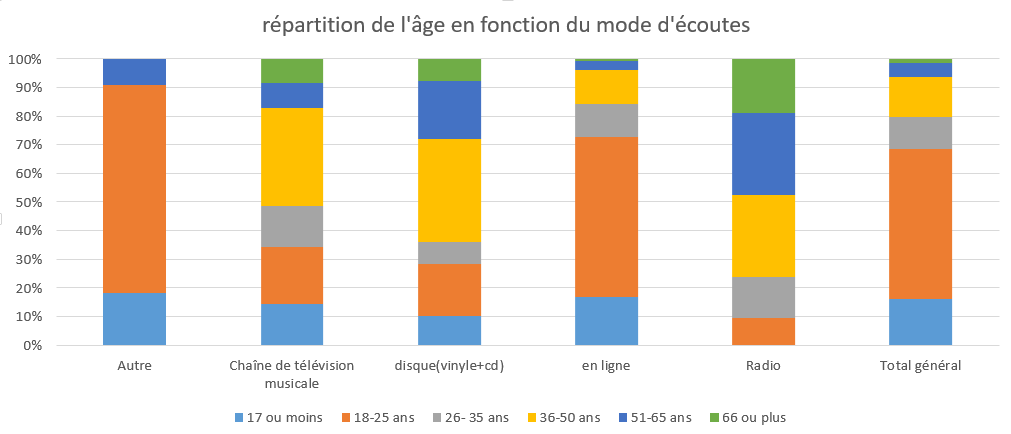 répartition de l'âge en fonction du mode d'écoutes
100%
90%
80%
70%
60%
50%
40%
30%
20%
10%
0%
Autre
Chaîne de télévision
musicale
disque(vinyle+cd)
en ligne
Radio
Total général
17 ou moins
18-25 ans
26- 35 ans
36-50 ans
51-65 ans
66 ou plus